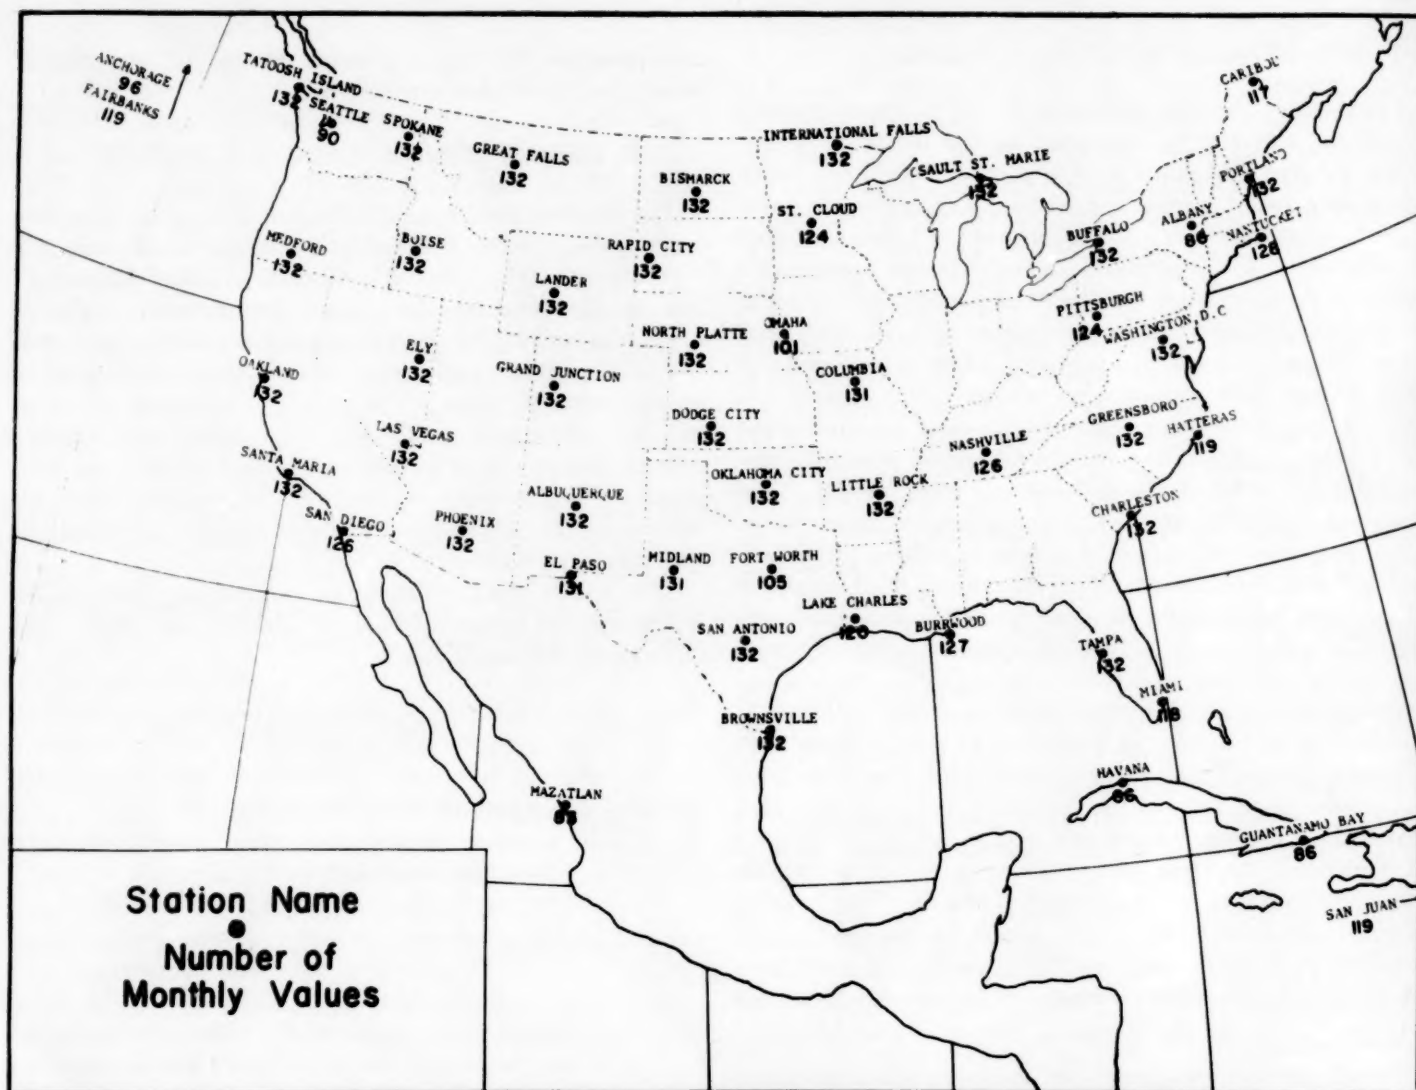 ANCHORAGE
96
FAIRBANKS
119
TATOOSH ISLAND
132
SEATTLE
90
SPOKANE
132
GREAT FALLS
132
BISMARCK
132
INTERNATIONAL FALLS
132
SAULT ST. MARIE
132
CARIBOU
117
PORTLAND
132
ST. CLOUD
124
BUFFALO
132
ALBANY
86
NANTUCKET
128
MEDFORD
132
BOISE
132
RAPID CITY
132
LANDER
132
PITTSBURGH
124
WASHINGTON, D.C
132
NORTH PLATTE
132
OMAHA
101
ELY
132
GRAND JUNCTION
132
COLUMBIA
131
OAKLAND
132
DODGE CITY
132
GREENSBORO
132
HATTERAS
119
LAS VEGAS
132
NASHVILLE
126
SANTA MARIA
132
OKLAHOMA CITY
132
LITTLE ROCK
132
ALBUQUERQUE
132
CHARLESTON
132
SAN DIEGO
126
PHOENIX
132
EL PASO
131
MIDLAND
131
FORT WORTH
105
LAKE CHARLES
120
BURRWOOD
127
SAN ANTONIO
132
TAMPA
132
MIAMI
118
BROWNSVILLE
132
MAZATLAN
HAVANA
86
GUANTANAMO BAY
86
SAN JUAN
119
Station Name
Number of
Monthly Values